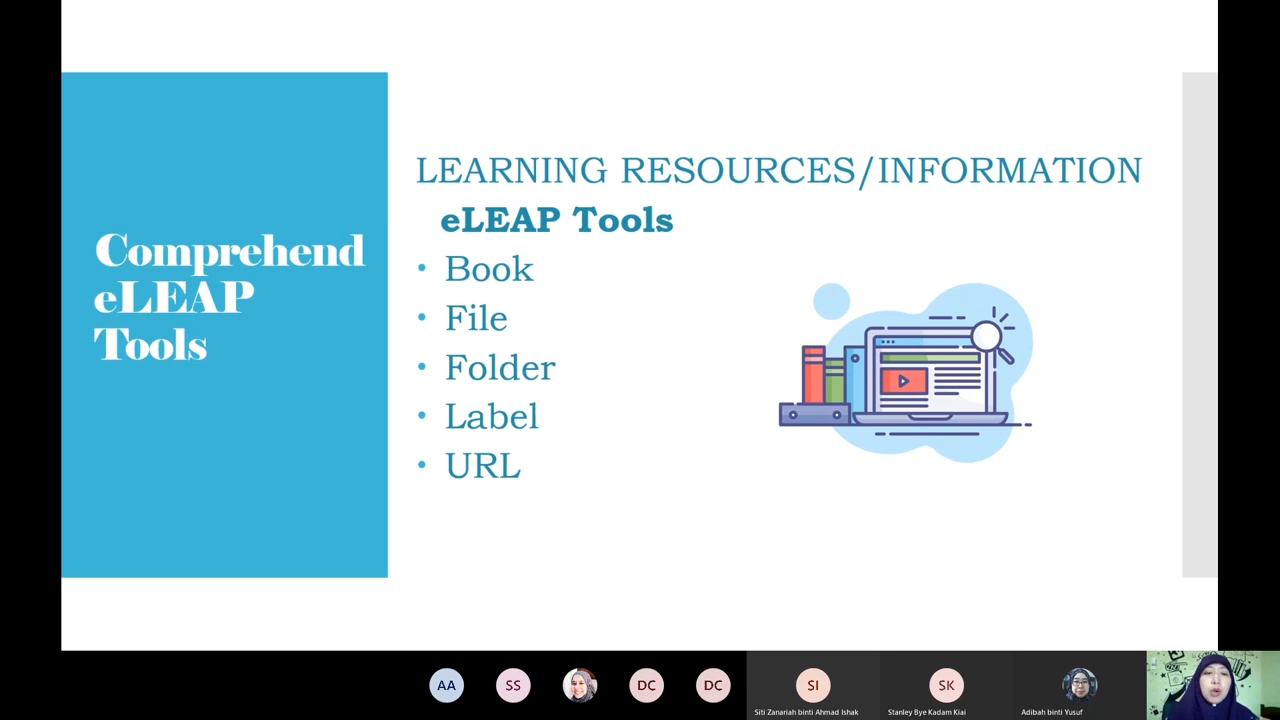 Comprehend
eLEAP
Tools
LEARNING RESOURCES/INFORMATION
eLEAP Tools
• Book
• File
• Folder
• Label
• URL
AA
SS
DC
DC
SI
SK
Siti Zanariah binti Ahmad Ishak
Stanley Bye Kadam Kiai
Adibah binti Yusuf